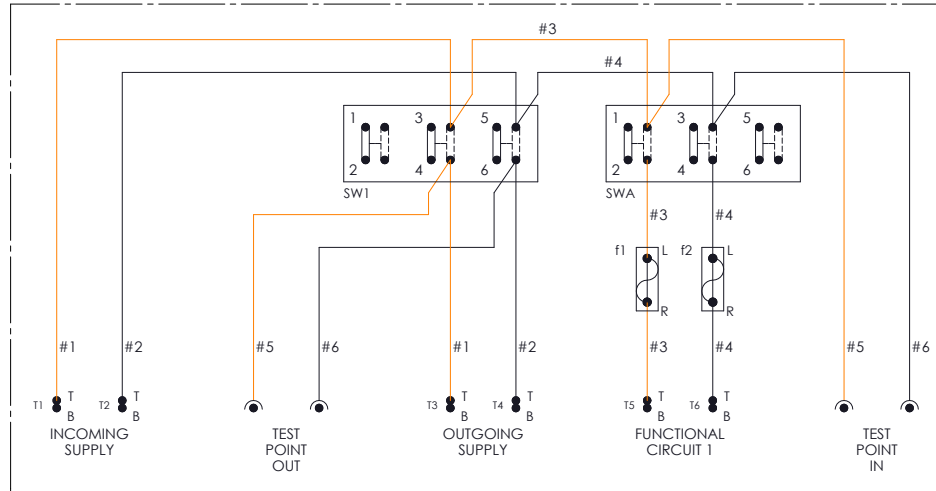 #3
#4
1
3
5
1
3
5
2
4
6
2
4
6
SW1
SWA
#3
#4
f1
L
f2
L
R
R
#1
#2
#5
#6
#1
#2
#3
#4
#5
#6
T1
T
B
T2
T
B
T3
T
B
T4
T
B
T5
T
B
T6
T
B
INCOMING
SUPPLY
TEST
POINT
OUT
OUTGOING
SUPPLY
FUNCTIONAL
CIRCUIT 1
TEST
POINT
IN